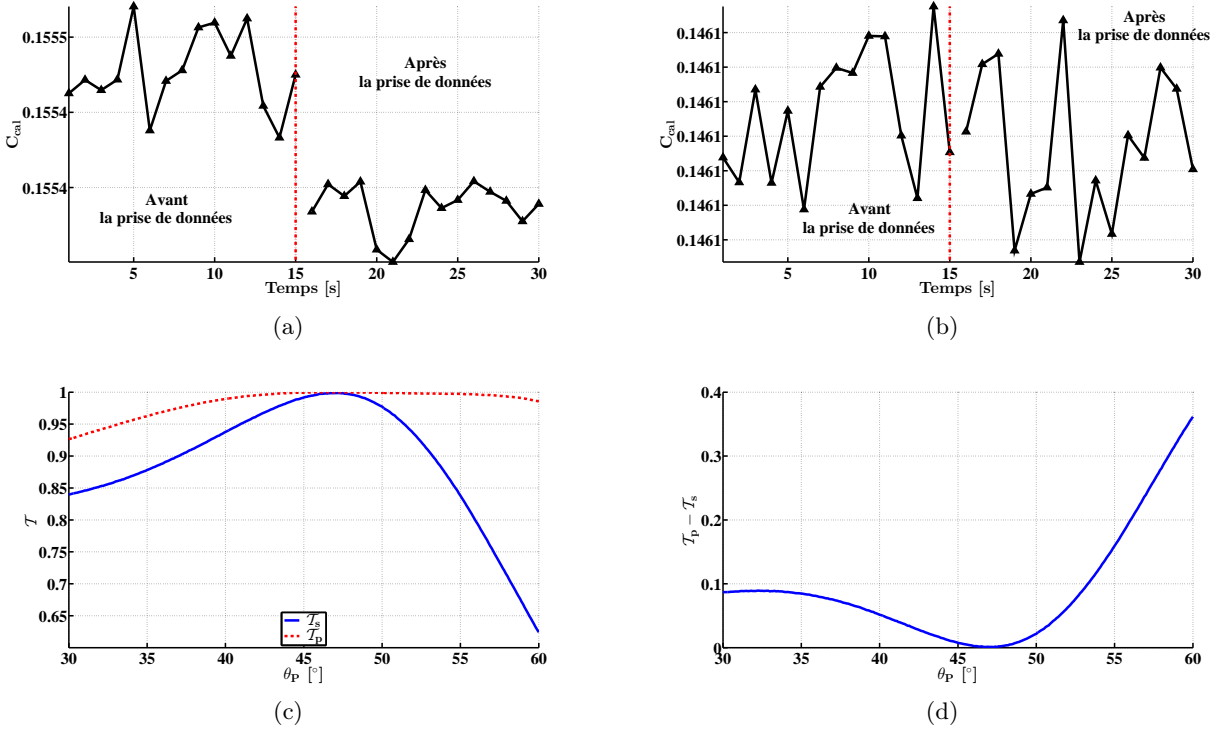 0.1555
0.1554
0.1554
C_cal
Avant
la prise de données
Après
la prise de données
5 10 15 20 25 30
Temps [s]
(a)
0.1461
0.1461
0.1461
0.1461
0.1461
0.1461
0.1461
C_cal
Avant
la prise de données
Après
la prise de données
5 10 15 20 25 30
Temps [s]
(b)
1
0.95
0.9
0.85
0.8
0.75
0.7
0.65
𝒯
𝒯_s
𝒯_p
30 35 40 45 50 55 60
θ_P [°]
(c)
0.4
0.3
0.2
0.1
0
𝒯_p − 𝒯_s
30 35 40 45 50 55 60
θ_P [°]
(d)